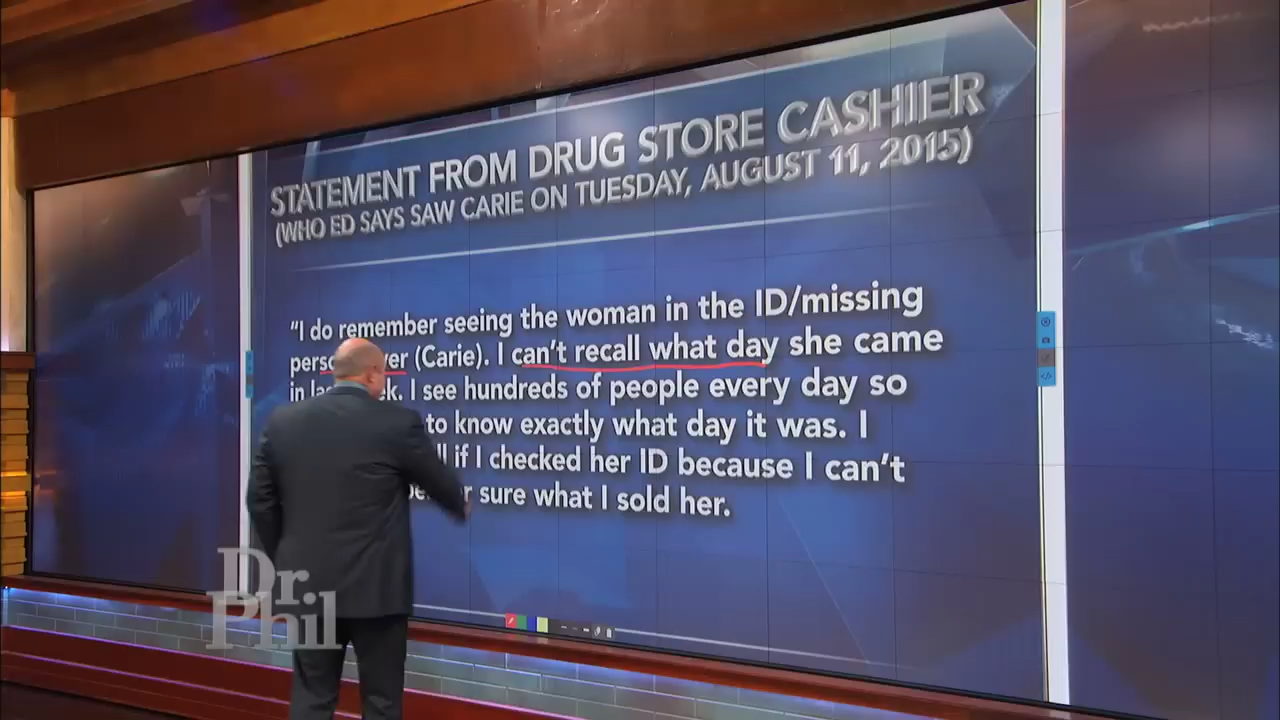 STATEMENT FROM DRUG STORE CASHIER
(WHO ED SAYS SAW CARIE ON TUESDAY, AUGUST 11, 2015)
"I do remember seeing the woman in the ID/missing
(Carie). I can't recall what day she came
in I see hundreds of people every day so
to know exactly what day it was. I
if I checked her ID because I can't
sure what I sold her.
Dr.
Phil